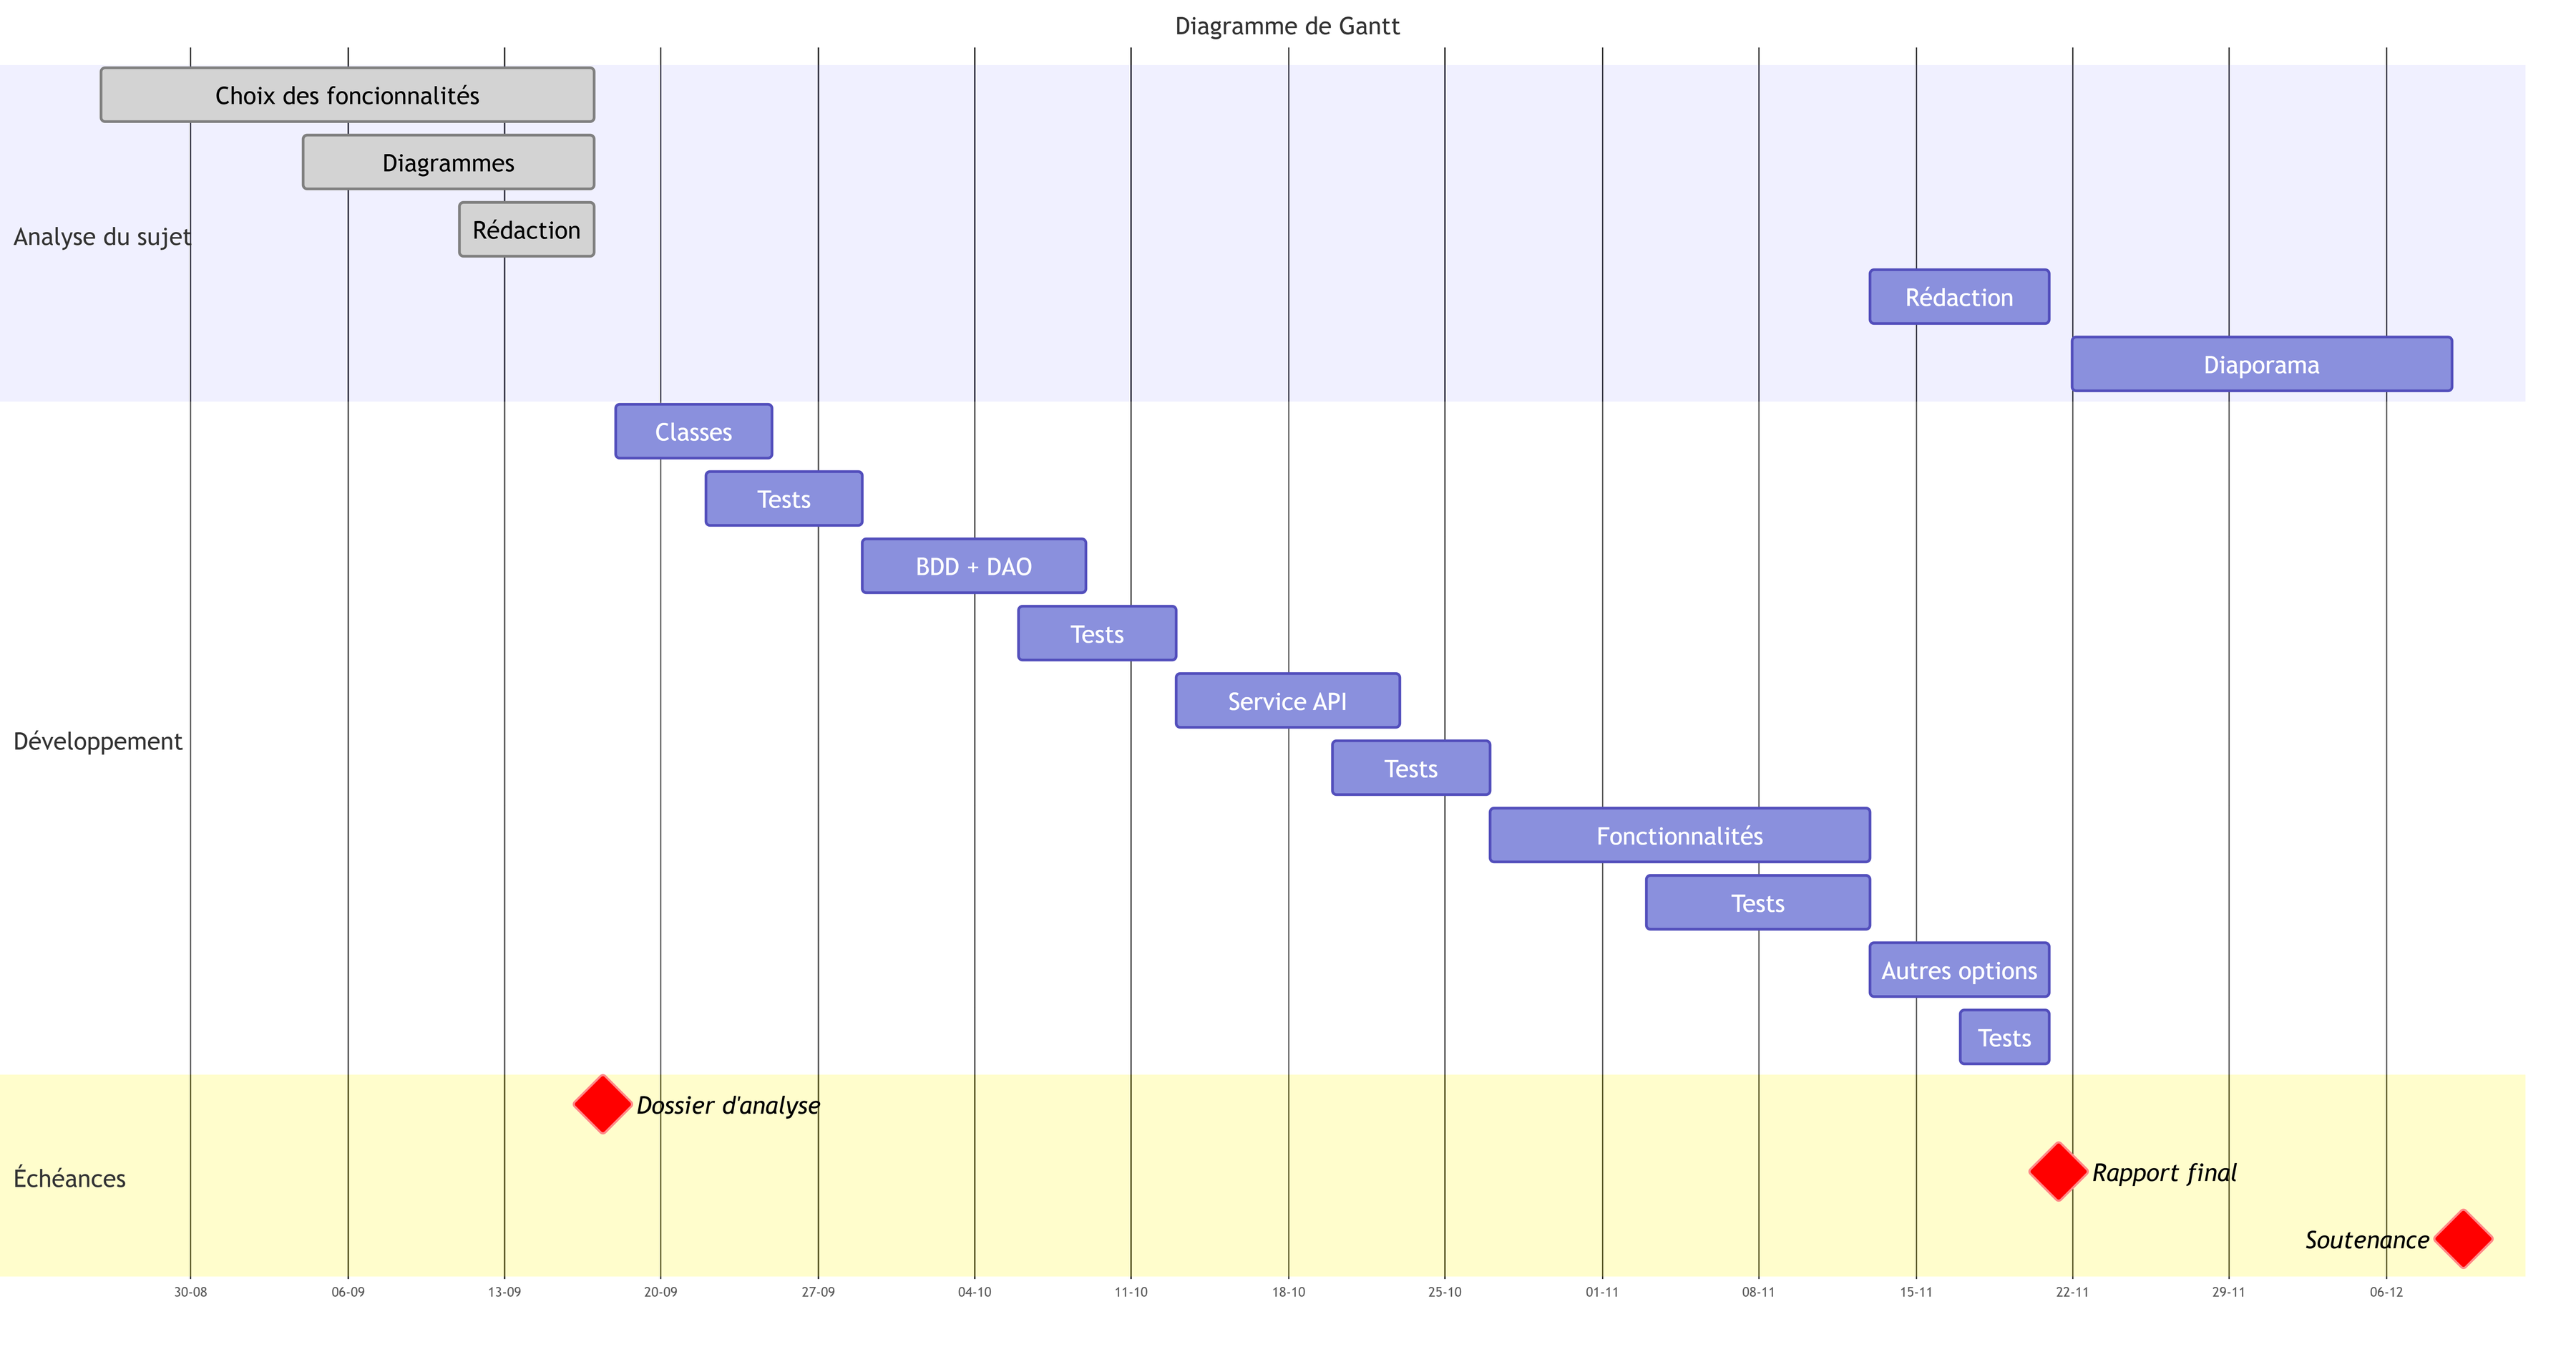 Diagramme de Gantt
Choix des foncionnalités
Diagrammes
Rédaction
Analyse du sujet
Rédaction
Diaporama
Classes
Tests
BDD + DAO
Tests
Service API
Développement
Tests
Fonctionnalités
Tests
Autres options
Tests
Dossier d'analyse
Rapport final
Échéances
Soutenance
30-08 06-09 13-09 20-09 27-09 04-10 11-10 18-10 25-10 01-11 08-11 15-11 22-11 29-11 06-12